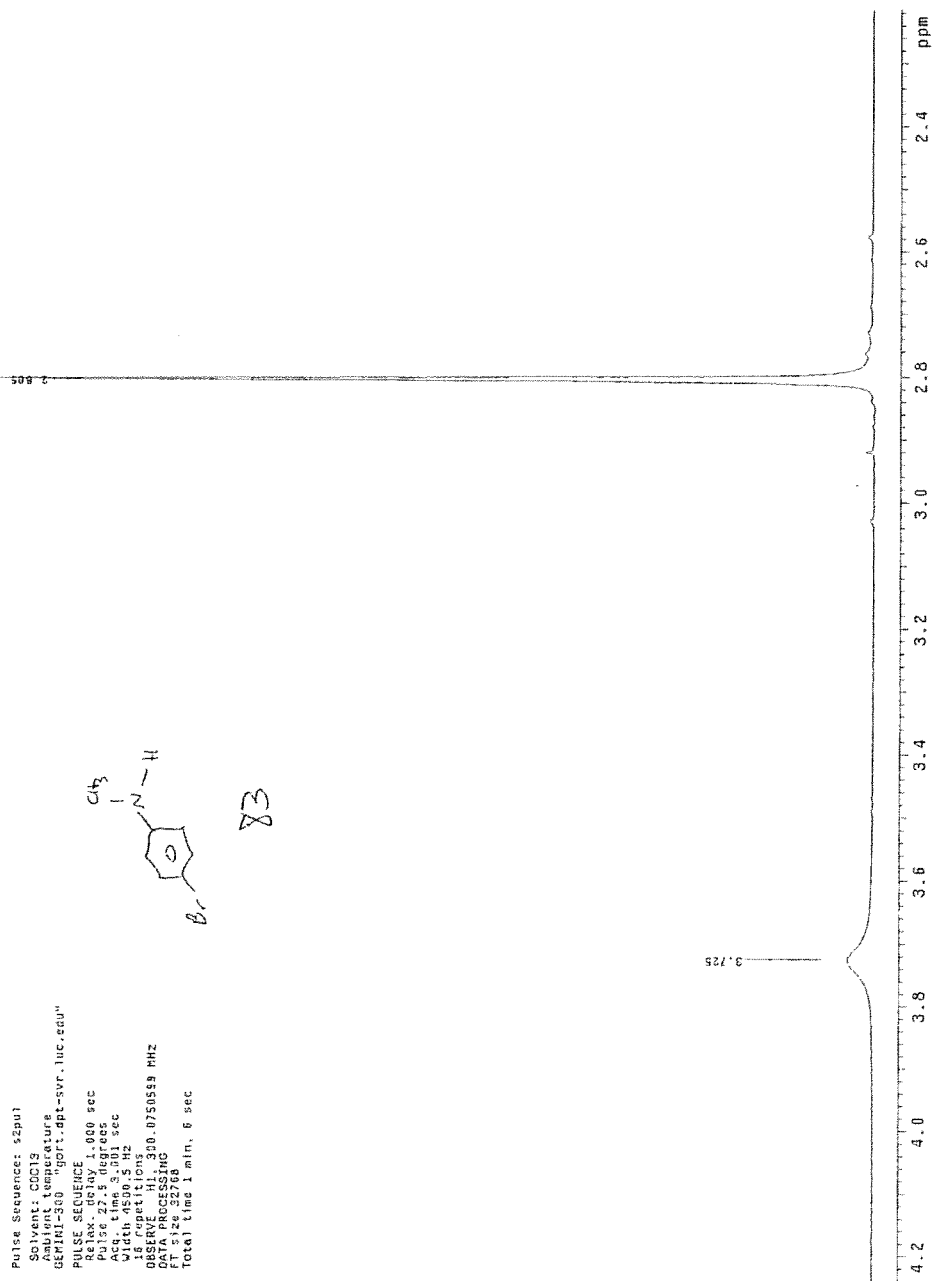 Pulse Sequence: s2pul
Solvent: CDCl3
Ambient temperature
GEMINI-300 "gort.dpt-svr.luc.edu"
PULSE SEQUENCE
Relax. delay 1.000 sec
Pulse 27.5 degrees
Acq. time 3.001 sec
Width 4500.5 Hz
16 repetitions
OBSERVE H1, 300.0750599 MHz
DATA PROCESSING
FT size 32768
Total time 1 min, 6 sec
CH3
N
H
Br
83
2.805
3.725
4.2 4.0 3.8 3.6 3.4 3.2 3.0 2.8 2.6 2.4 ppm